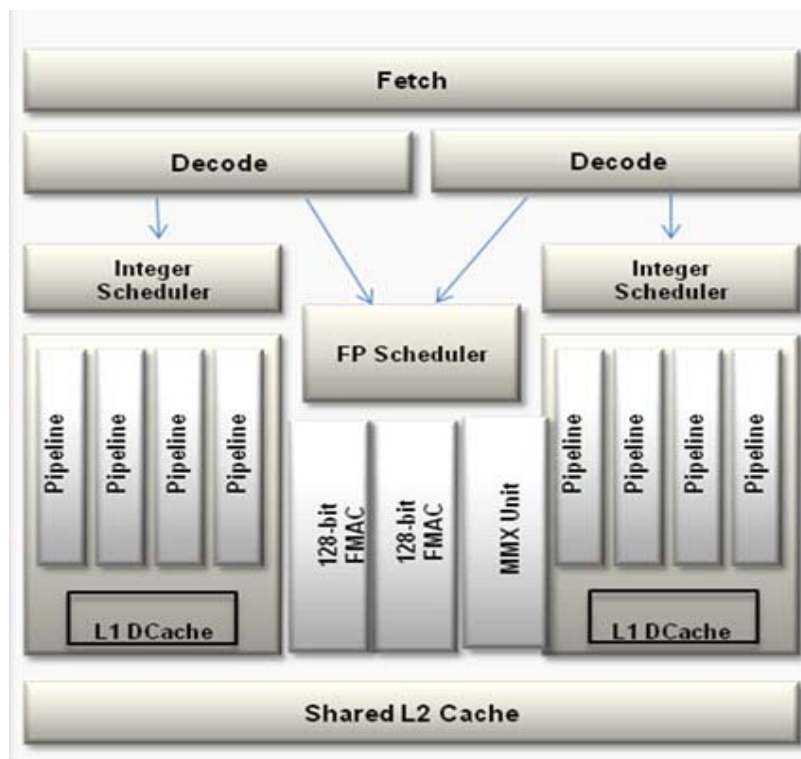 Fetch
Decode
Decode
Integer
Scheduler
Integer
Scheduler
FP Scheduler
Pipeline
Pipeline
Pipeline
Pipeline
128-bit
FMAC
128-bit
FMAC
MMX Unit
Pipeline
Pipeline
Pipeline
Pipeline
L1 DCache
L1 DCache
Shared L2 Cache